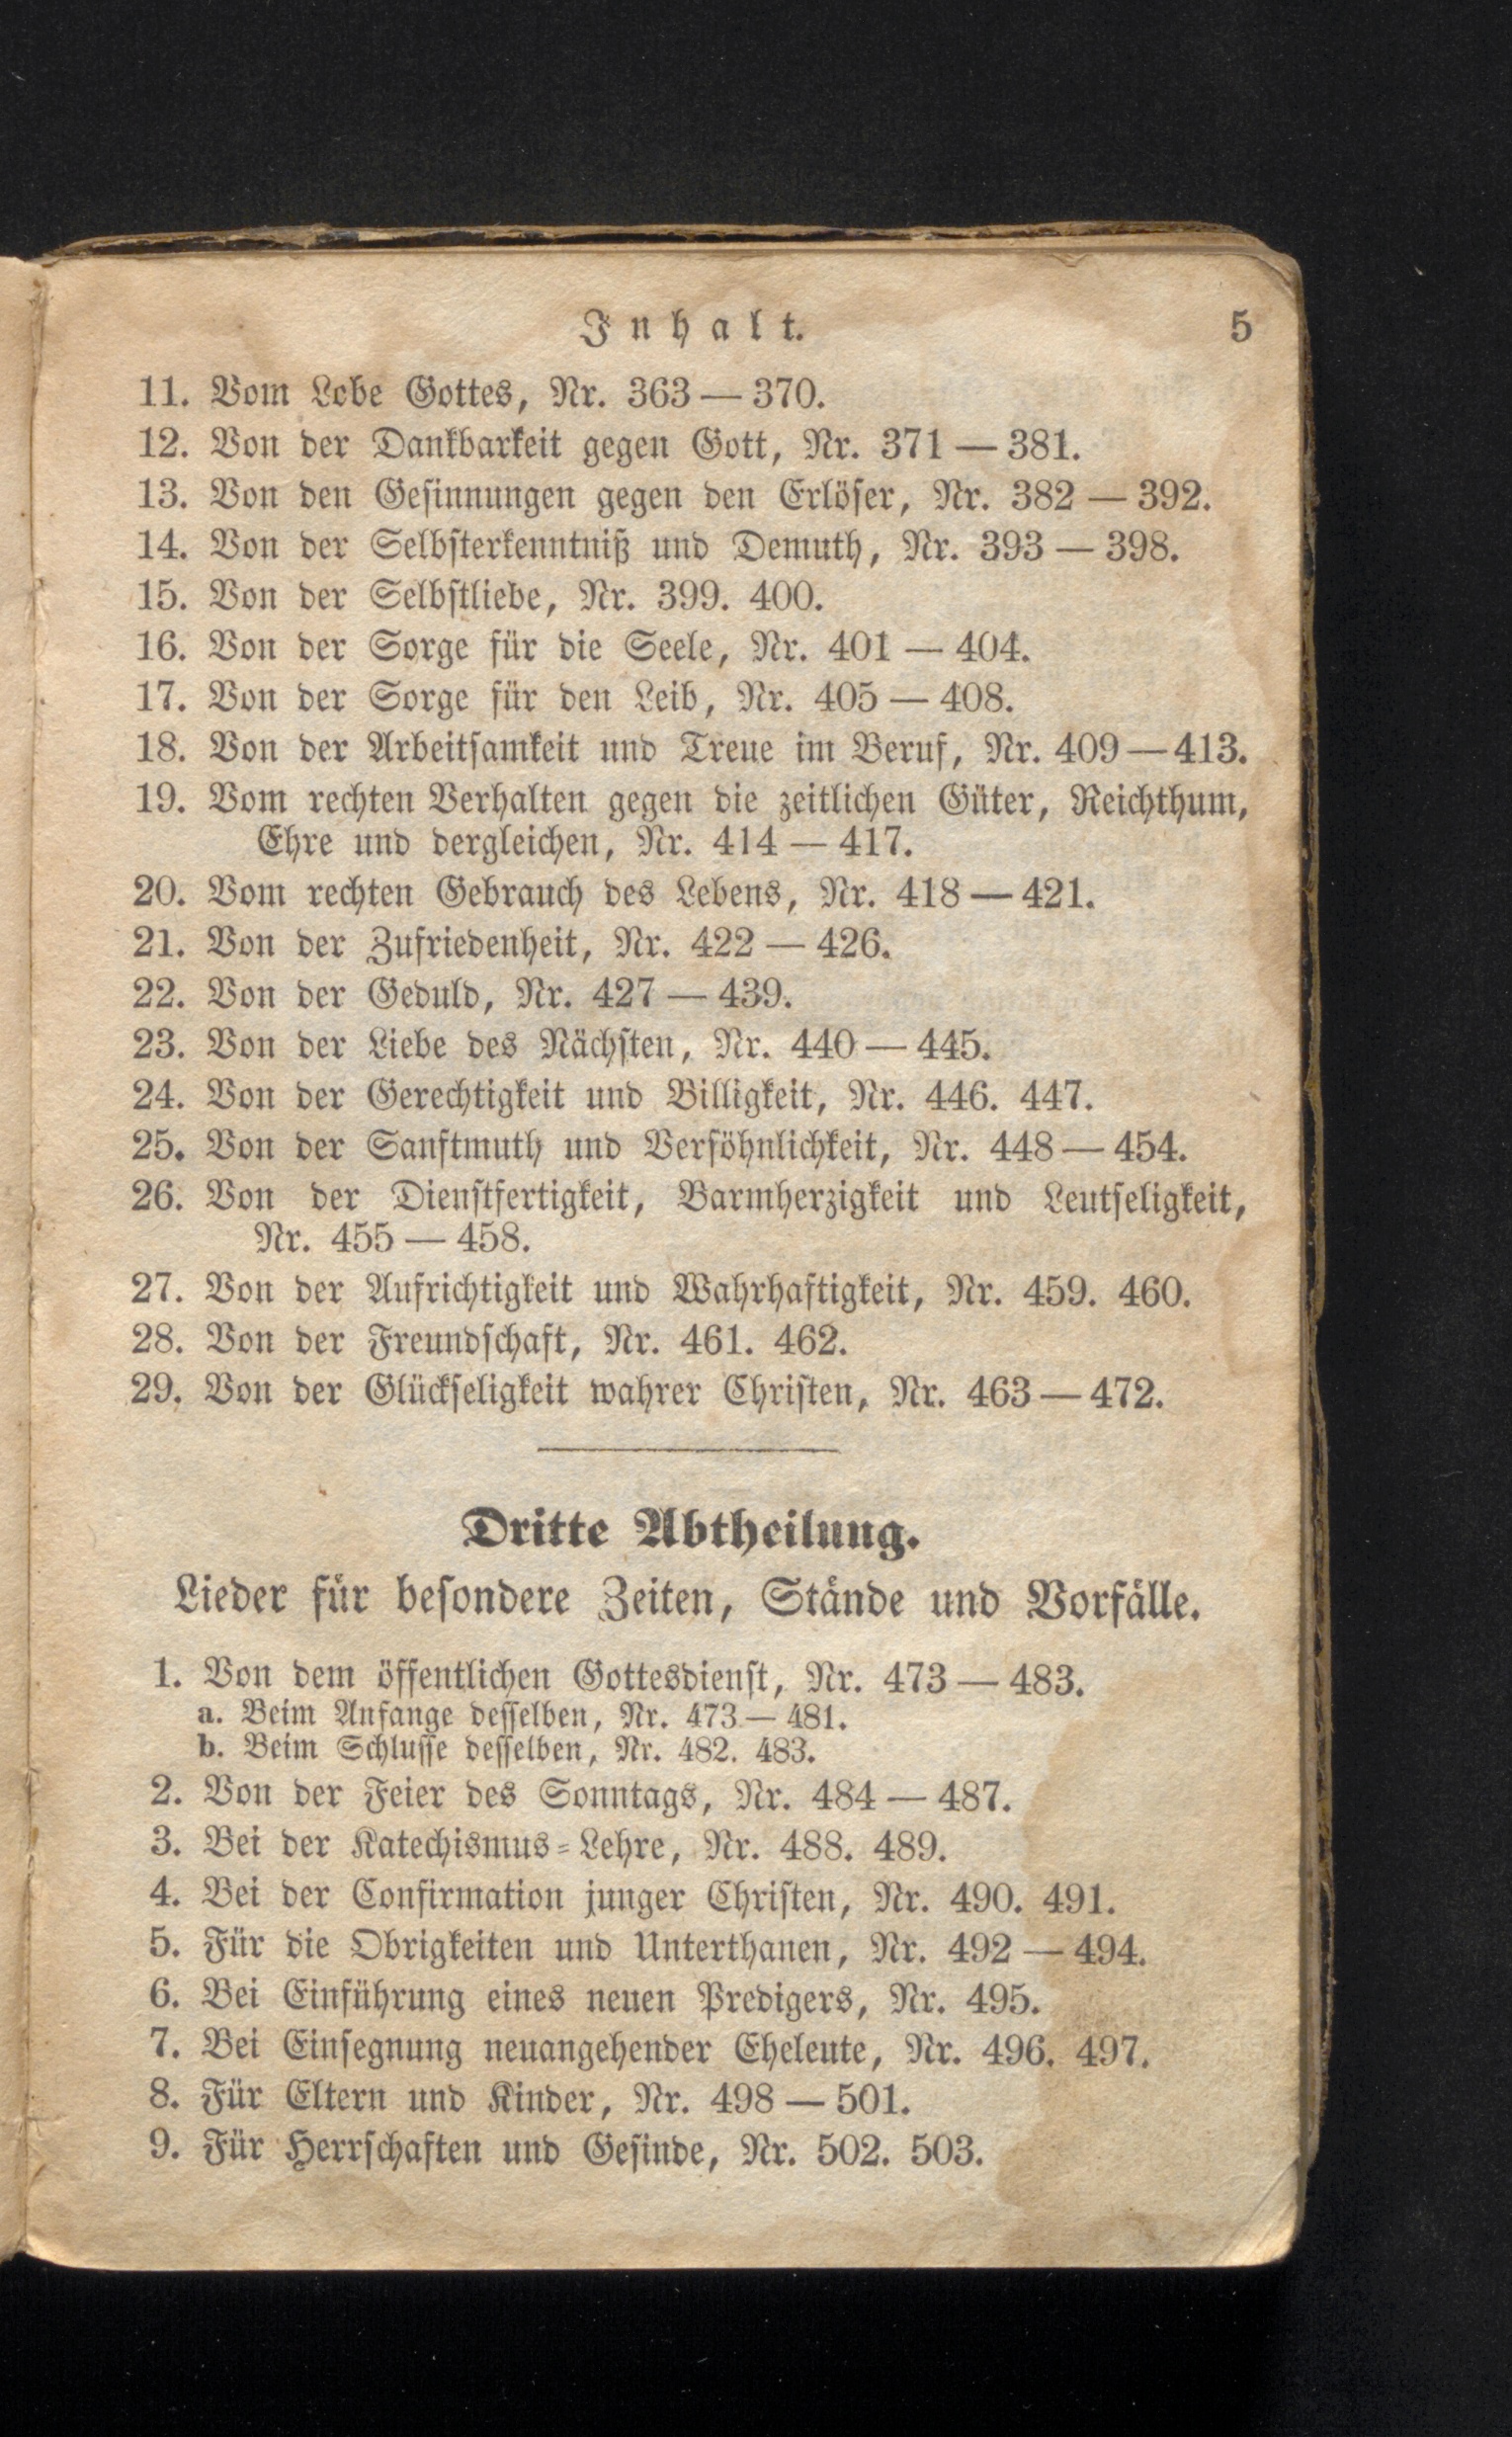 Inhalt. 5
11. Vom Lobe Gottes, Nr. 363 — 370.
12. Von der Dankbarkeit gegen Gott, Nr. 371 — 381.
13. Von den Gesinnungen gegen den Erlöser, Nr. 382 — 392.
14. Von der Selbsterkenntniß und Demuth, Nr. 393 — 398.
15. Von der Selbstliebe, Nr. 399. 400.
16. Von der Sorge für die Seele, Nr. 401 — 404.
17. Von der Sorge für den Leib, Nr. 405 — 408.
18. Von der Arbeitsamkeit und Treue im Beruf, Nr. 409 — 413.
19. Vom rechten Verhalten gegen die zeitlichen Güter, Reichthum,
Ehre und dergleichen, Nr. 414 — 417.
20. Vom rechten Gebrauch des Lebens, Nr. 418 — 421.
21. Von der Zufriedenheit, Nr. 422 — 426.
22. Von der Geduld, Nr. 427 — 439.
23. Von der Liebe des Nächsten, Nr. 440 — 445.
24. Von der Gerechtigkeit und Billigkeit, Nr. 446. 447.
25. Von der Sanftmuth und Versöhnlichkeit, Nr. 448 — 454.
26. Von der Dienstfertigkeit, Barmherzigkeit und Leutseligkeit,
Nr. 455 — 458.
27. Von der Aufrichtigkeit und Wahrhaftigkeit, Nr. 459. 460.
28. Von der Freundschaft, Nr. 461. 462.
29. Von der Glückseligkeit wahrer Christen, Nr. 463 — 472.
Dritte Abtheilung.
Lieder für besondere Zeiten, Stände und Vorfälle.
1. Von dem öffentlichen Gottesdienst, Nr. 473 — 483.
a. Beim Anfange desselben, Nr. 473 — 481.
b. Beim Schlusse desselben, Nr. 482. 483.
2. Von der Feier des Sonntags, Nr. 484 — 487.
3. Bei der Katechismus-Lehre, Nr. 488. 489.
4. Bei der Confirmation junger Christen, Nr. 490. 491.
5. Für die Obrigkeiten und Unterthanen, Nr. 492 — 494.
6. Bei Einführung eines neuen Predigers, Nr. 495.
7. Bei Einsegnung neuangehender Eheleute, Nr. 496. 497.
8. Für Eltern und Kinder, Nr. 498 — 501.
9. Für Herrschaften und Gesinde, Nr. 502. 503.